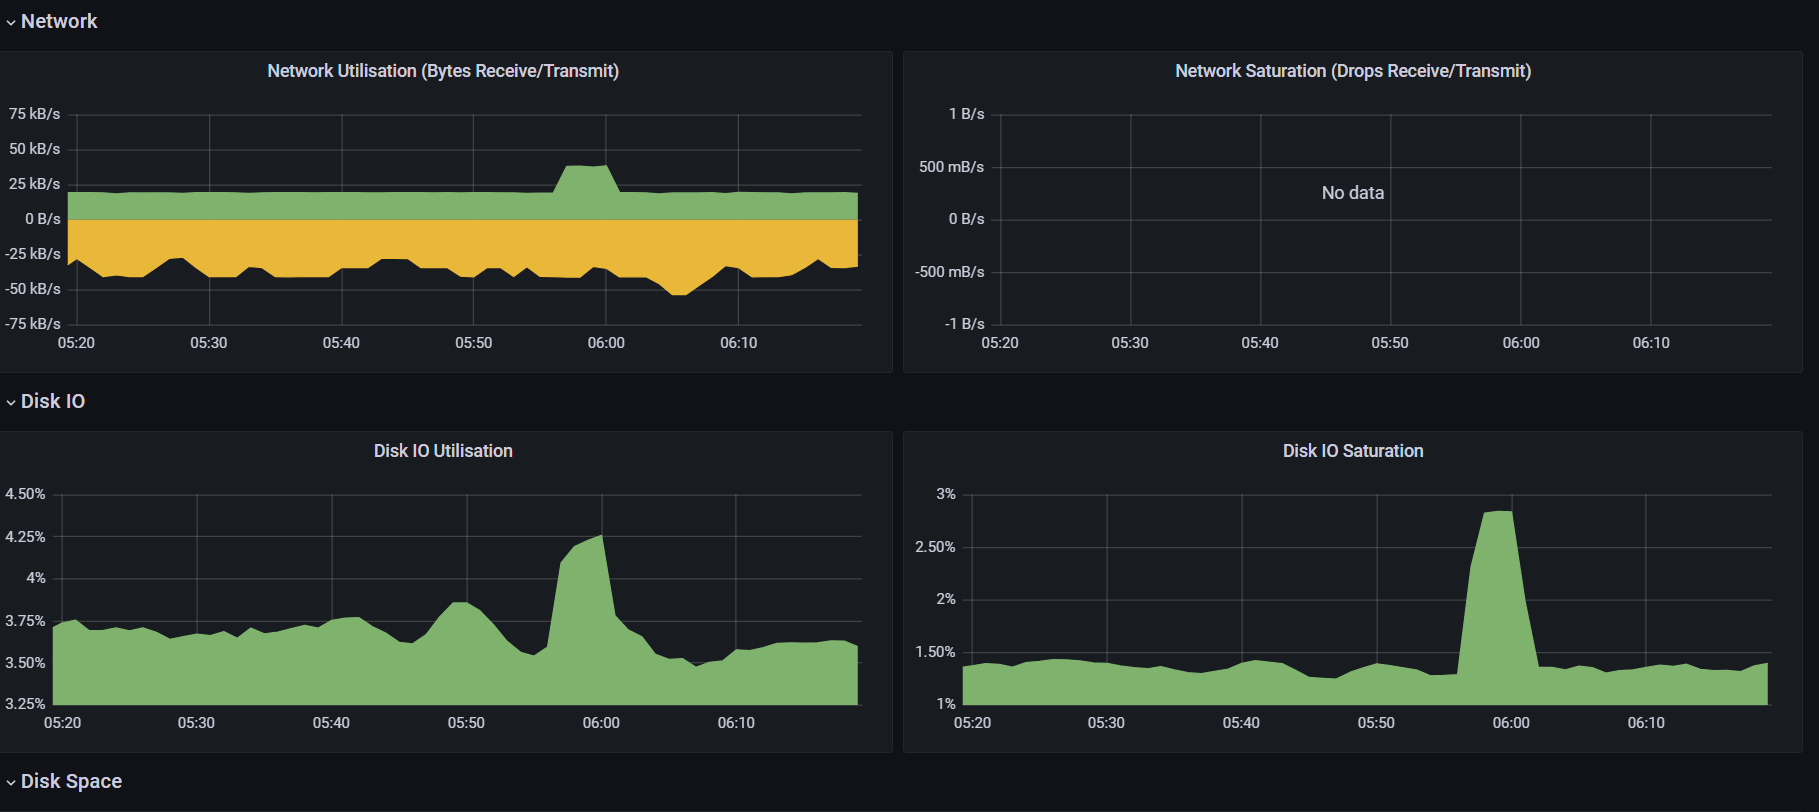 Network
Network Utilisation (Bytes Receive/Transmit)
75 kB/s
50 kB/s
25 kB/s
0 B/s
-25 kB/s
-50 kB/s
-75 kB/s
05:20 05:30 05:40 05:50 06:00 06:10
Network Saturation (Drops Receive/Transmit)
1 B/s
500 mB/s
0 B/s
-500 mB/s
-1 B/s
No data
05:20 05:30 05:40 05:50 06:00 06:10
Disk IO
Disk IO Utilisation
4.50%
4.25%
4%
3.75%
3.50%
3.25%
05:20 05:30 05:40 05:50 06:00 06:10
Disk IO Saturation
3%
2.50%
2%
1.50%
1%
05:20 05:30 05:40 05:50 06:00 06:10
Disk Space